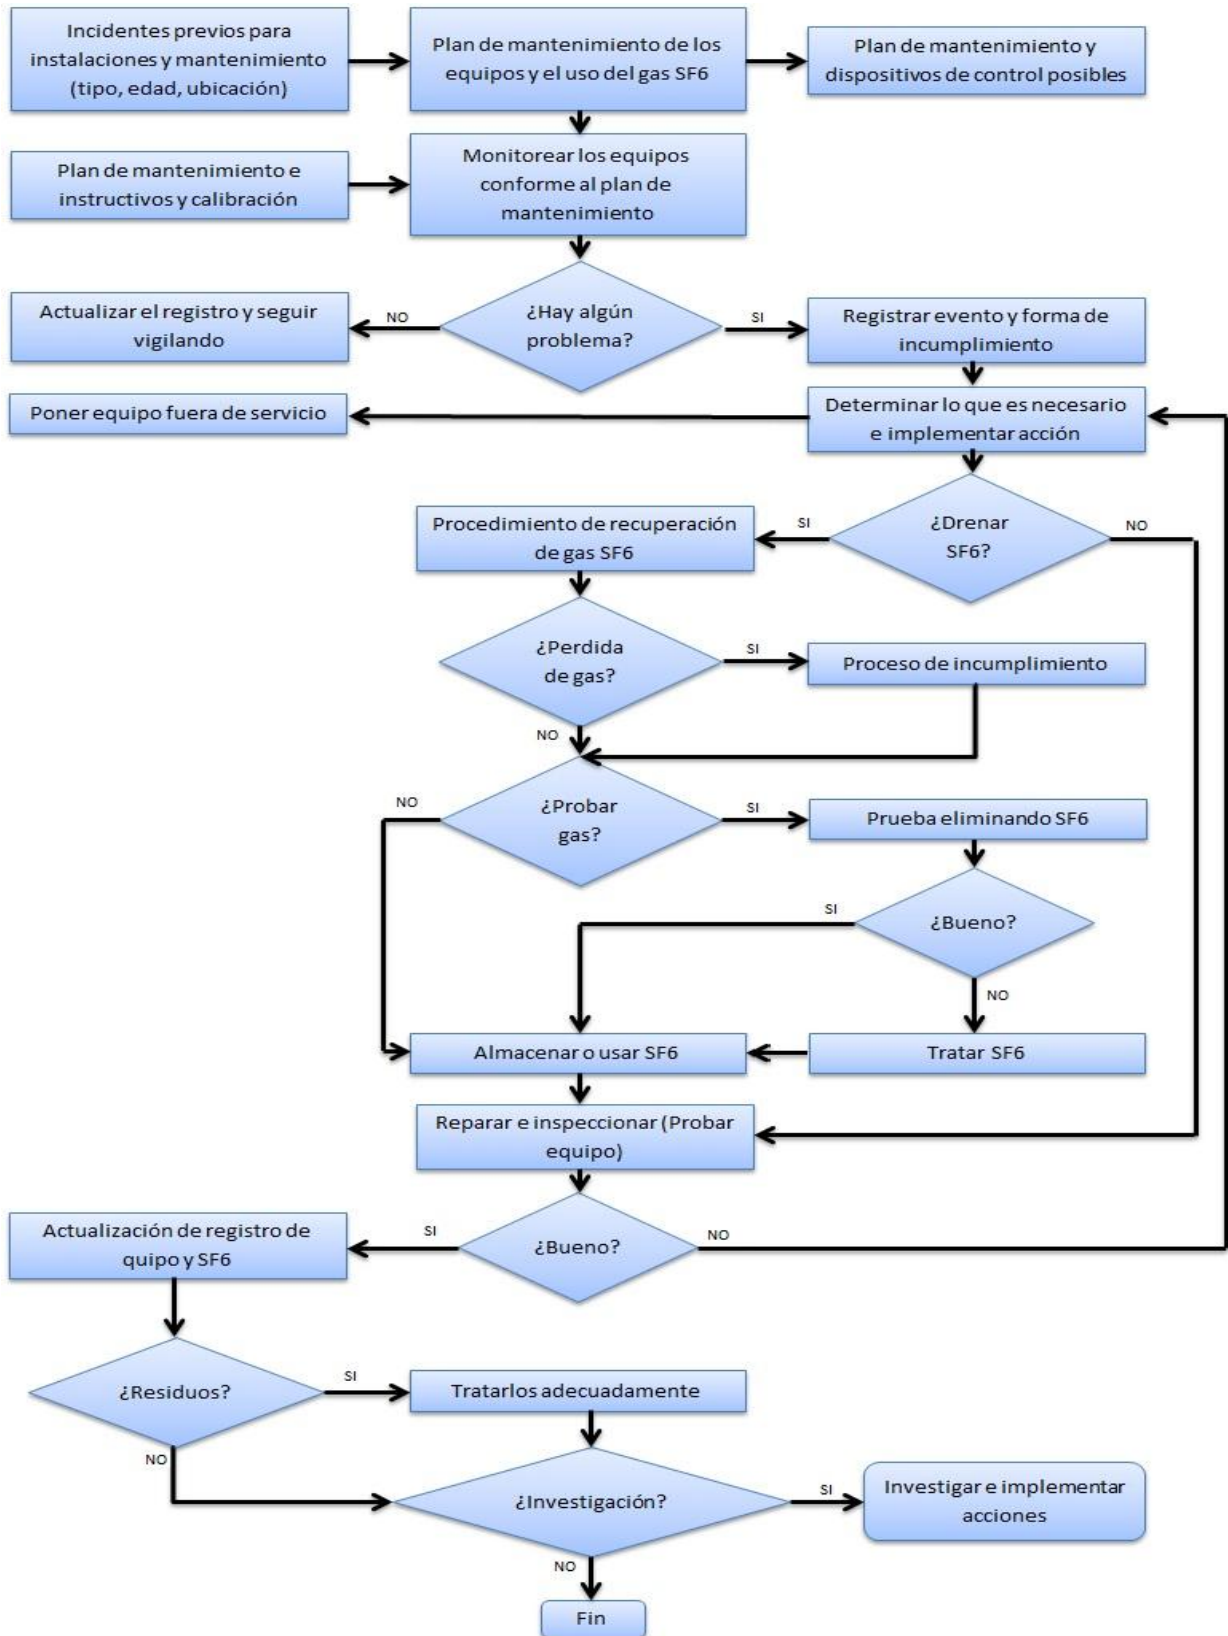 Incidentes previos para
instalaciones y mantenimiento
(tipo, edad, ubicación)
Plan de mantenimiento de los
equipos y el uso del gas SF6
Plan de mantenimiento y
dispositivos de control posibles
Plan de mantenimiento e
instructivos y calibración
Monitorear los equipos
conforme al plan de
mantenimiento
Actualizar el registro y seguir
vigilando
NO
¿Hay algún
problema?
SI
Registrar evento y forma de
incumplimiento
Poner equipo fuera de servicio
Determinar lo que es necesario
e implementar acción
Procedimiento de recuperación
de gas SF6
SI
¿Drenar
SF6?
NO
¿Perdida
de gas?
SI
Proceso de incumplimiento
NO
NO
¿Probar
gas?
SI
Prueba eliminando SF6
SI
¿Bueno?
NO
Almacenar o usar SF6
Tratar SF6
Reparar e inspeccionar (Probar
equipo)
Actualización de registro de
quipo y SF6
SI
¿Bueno?
NO
¿Residuos?
SI
Tratarlos adecuadamente
NO
¿Investigación?
SI
Investigar e implementar
acciones
NO
Fin